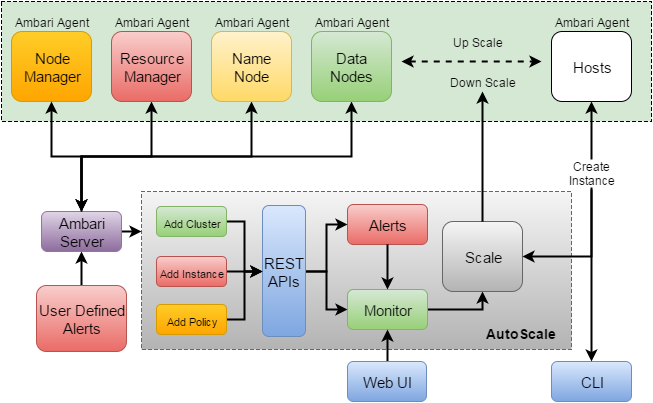 Ambari Agent
Ambari Agent
Ambari Agent
Ambari Agent
Ambari Agent
Node
Manager
Resource
Manager
Name
Node
Data
Nodes
Up Scale
Down Scale
Hosts
Create
Instance
Ambari
Server
User Defined
Alerts
Add Cluster
Add Instance
Add Policy
REST
APIs
Alerts
Monitor
Scale
AutoScale
Web UI
CLI